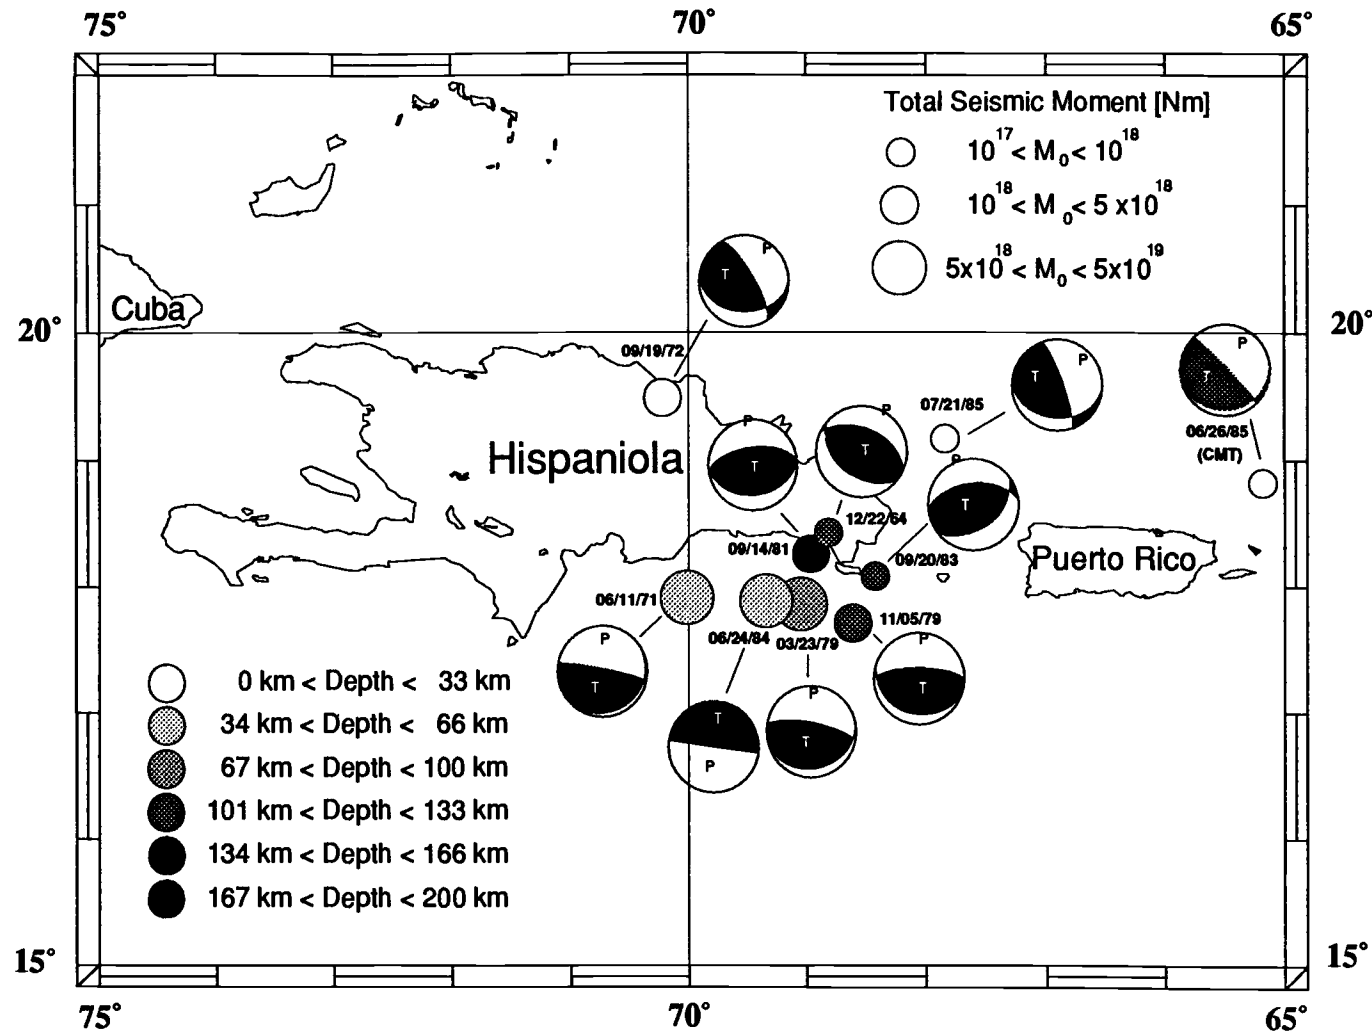 75° 70° 65°
Total Seismic Moment [Nm]
10^17 < M_0 < 10^18
10^18 < M_0 < 5 x10^18
5x10^18 < M_0 < 5x10^19
P
T
Cuba
20° 20°
09/19/72
P
T
P
T
07/21/85
P
T
06/26/85
(CMT)
P
T
P
T
Hispaniola
P
T
12/22/64
09/14/81
09/20/83
Puerto Rico
06/11/71
06/24/84
03/23/79
11/05/79
P
T
P
T
P
T
T
P
0 km < Depth < 33 km
34 km < Depth < 66 km
67 km < Depth < 100 km
101 km < Depth < 133 km
134 km < Depth < 166 km
167 km < Depth < 200 km
15° 15°
75° 70° 65°